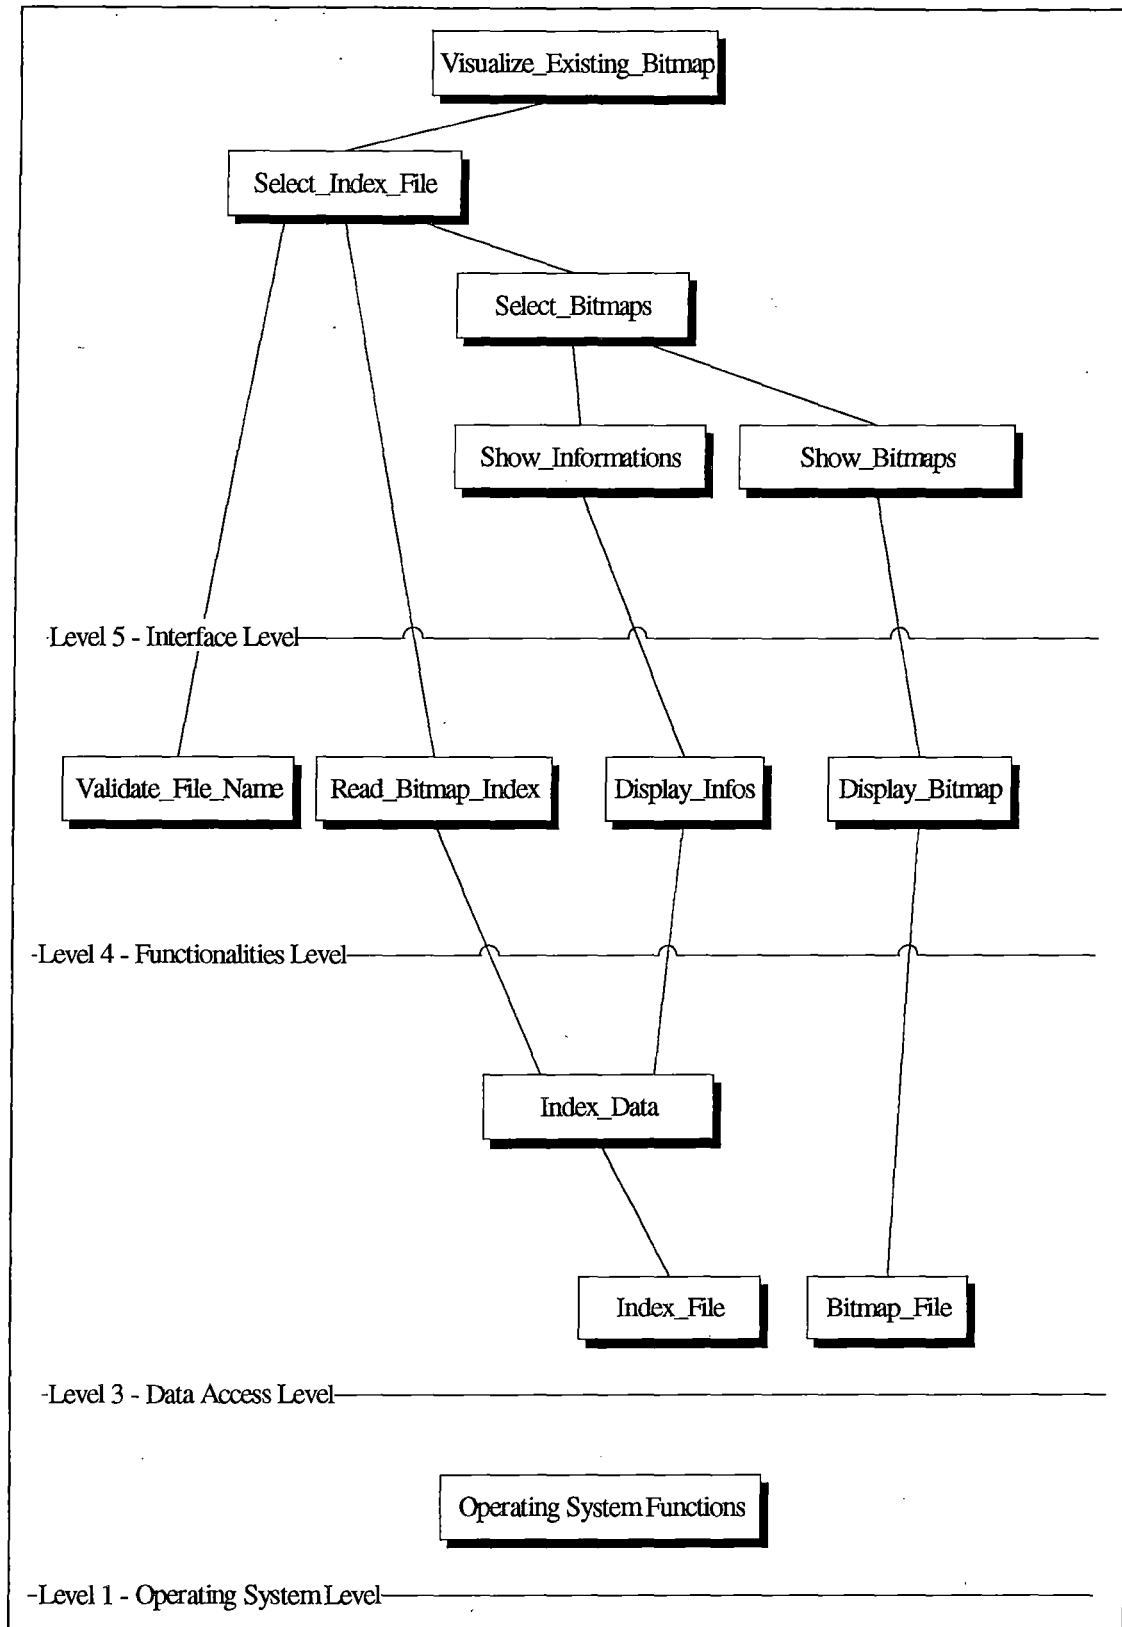 Visualize_Existing_Bitmap
Select_Index_File
Select_Bitmaps
Show_Informations
Show_Bitmaps
-Level 5 - Interface Level
Validate_File_Name
Read_Bitmap_Index
Display_Infos
Display_Bitmap
-Level 4 - Functionalities Level
Index_Data
Index_File
Bitmap_File
-Level 3 - Data Access Level
Operating System Functions
-Level 1 - Operating System Level